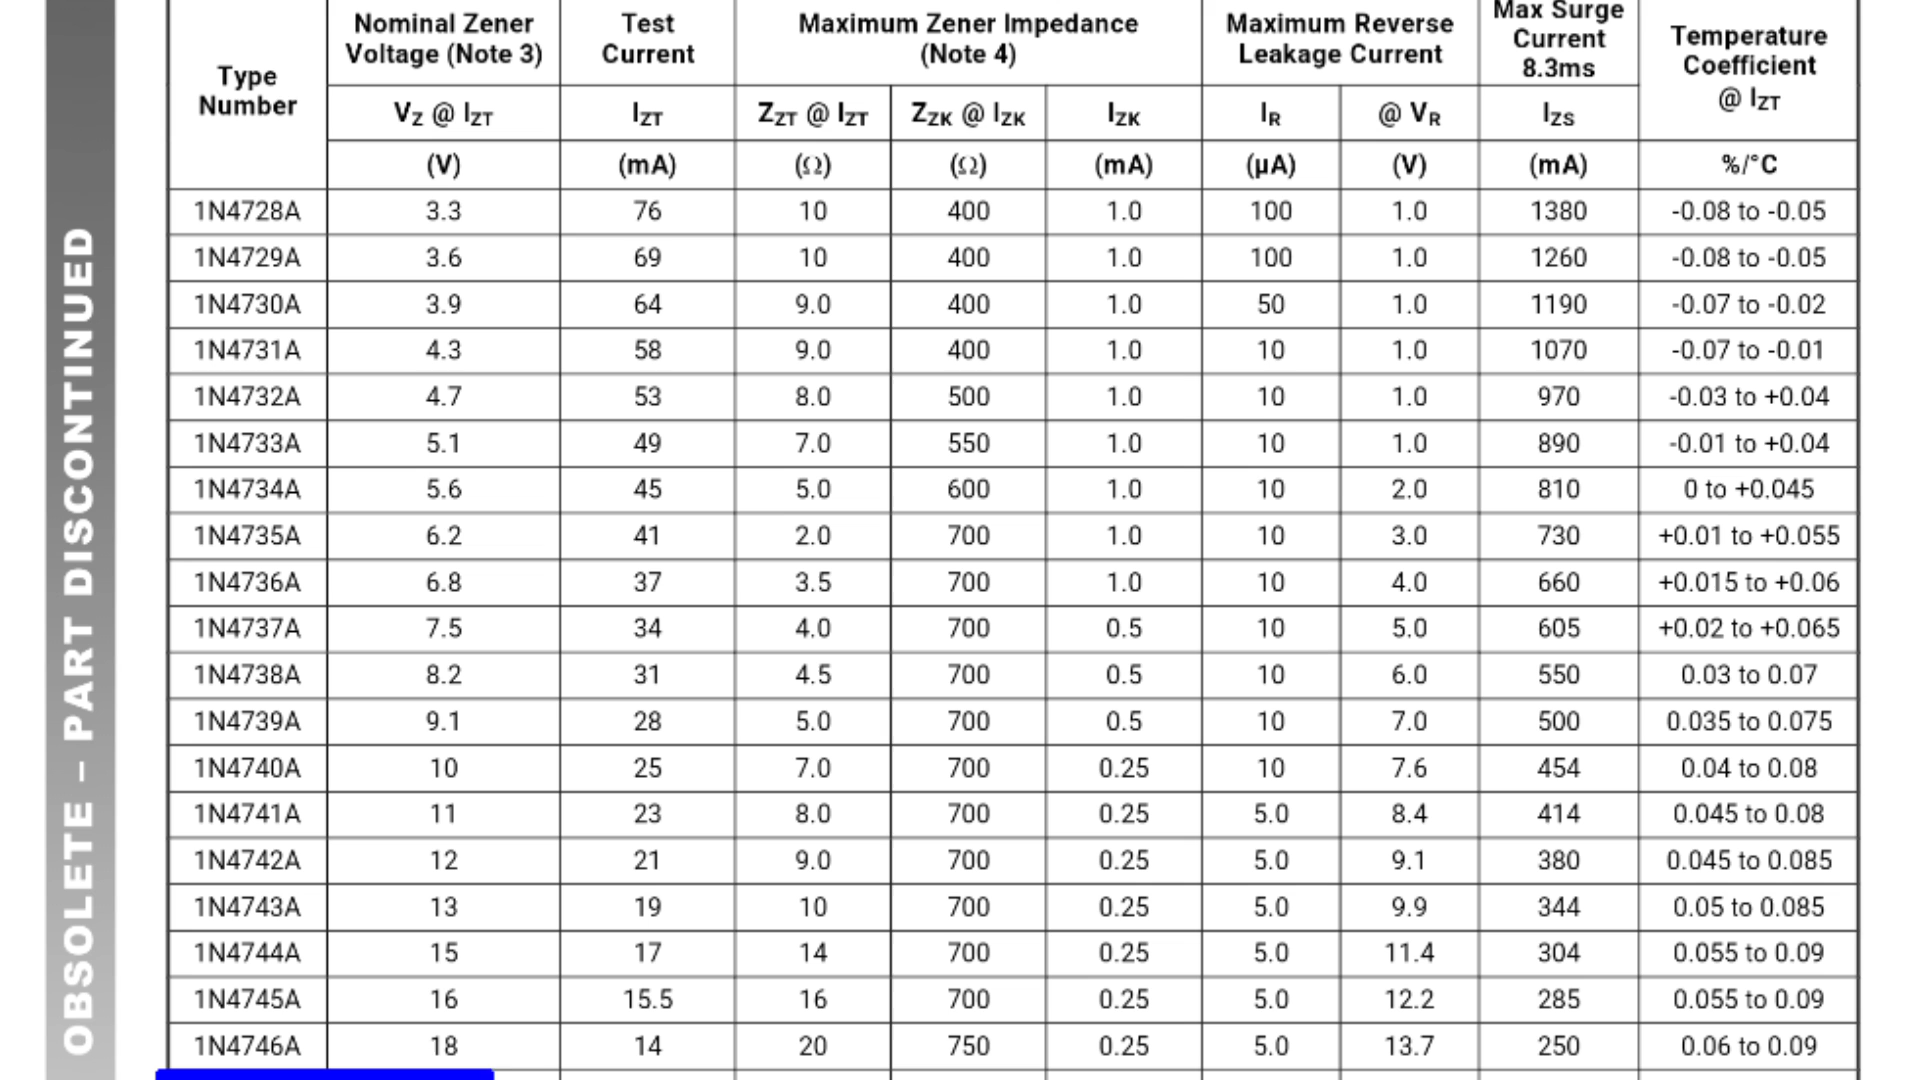 OBSOLETE – PART DISCONTINUED
Type Number | Nominal Zener Voltage (Note 3) | Test Current | Maximum Zener Impedance (Note 4) | Maximum Reverse Leakage Current | Max Surge Current 8.3ms | Temperature Coefficient @ IZT
VZ @ IZT | IZT | ZZT @ IZT | ZZK @ IZK | IZK | IR | @ VR | IZS
(V) | (mA) | (Ω) | (Ω) | (mA) | (µA) | (V) | (mA) | %/°C
1N4728A | 3.3 | 76 | 10 | 400 | 1.0 | 100 | 1.0 | 1380 | -0.08 to -0.05
1N4729A | 3.6 | 69 | 10 | 400 | 1.0 | 100 | 1.0 | 1260 | -0.08 to -0.05
1N4730A | 3.9 | 64 | 9.0 | 400 | 1.0 | 50 | 1.0 | 1190 | -0.07 to -0.02
1N4731A | 4.3 | 58 | 9.0 | 400 | 1.0 | 10 | 1.0 | 1070 | -0.07 to -0.01
1N4732A | 4.7 | 53 | 8.0 | 500 | 1.0 | 10 | 1.0 | 970 | -0.03 to +0.04
1N4733A | 5.1 | 49 | 7.0 | 550 | 1.0 | 10 | 1.0 | 890 | -0.01 to +0.04
1N4734A | 5.6 | 45 | 5.0 | 600 | 1.0 | 10 | 2.0 | 810 | 0 to +0.045
1N4735A | 6.2 | 41 | 2.0 | 700 | 1.0 | 10 | 3.0 | 730 | +0.01 to +0.055
1N4736A | 6.8 | 37 | 3.5 | 700 | 1.0 | 10 | 4.0 | 660 | +0.015 to +0.06
1N4737A | 7.5 | 34 | 4.0 | 700 | 0.5 | 10 | 5.0 | 605 | +0.02 to +0.065
1N4738A | 8.2 | 31 | 4.5 | 700 | 0.5 | 10 | 6.0 | 550 | 0.03 to 0.07
1N4739A | 9.1 | 28 | 5.0 | 700 | 0.5 | 10 | 7.0 | 500 | 0.035 to 0.075
1N4740A | 10 | 25 | 7.0 | 700 | 0.25 | 10 | 7.6 | 454 | 0.04 to 0.08
1N4741A | 11 | 23 | 8.0 | 700 | 0.25 | 5.0 | 8.4 | 414 | 0.045 to 0.08
1N4742A | 12 | 21 | 9.0 | 700 | 0.25 | 5.0 | 9.1 | 380 | 0.045 to 0.085
1N4743A | 13 | 19 | 10 | 700 | 0.25 | 5.0 | 9.9 | 344 | 0.05 to 0.085
1N4744A | 15 | 17 | 14 | 700 | 0.25 | 5.0 | 11.4 | 304 | 0.055 to 0.09
1N4745A | 16 | 15.5 | 16 | 700 | 0.25 | 5.0 | 12.2 | 285 | 0.055 to 0.09
1N4746A | 18 | 14 | 20 | 750 | 0.25 | 5.0 | 13.7 | 250 | 0.06 to 0.09